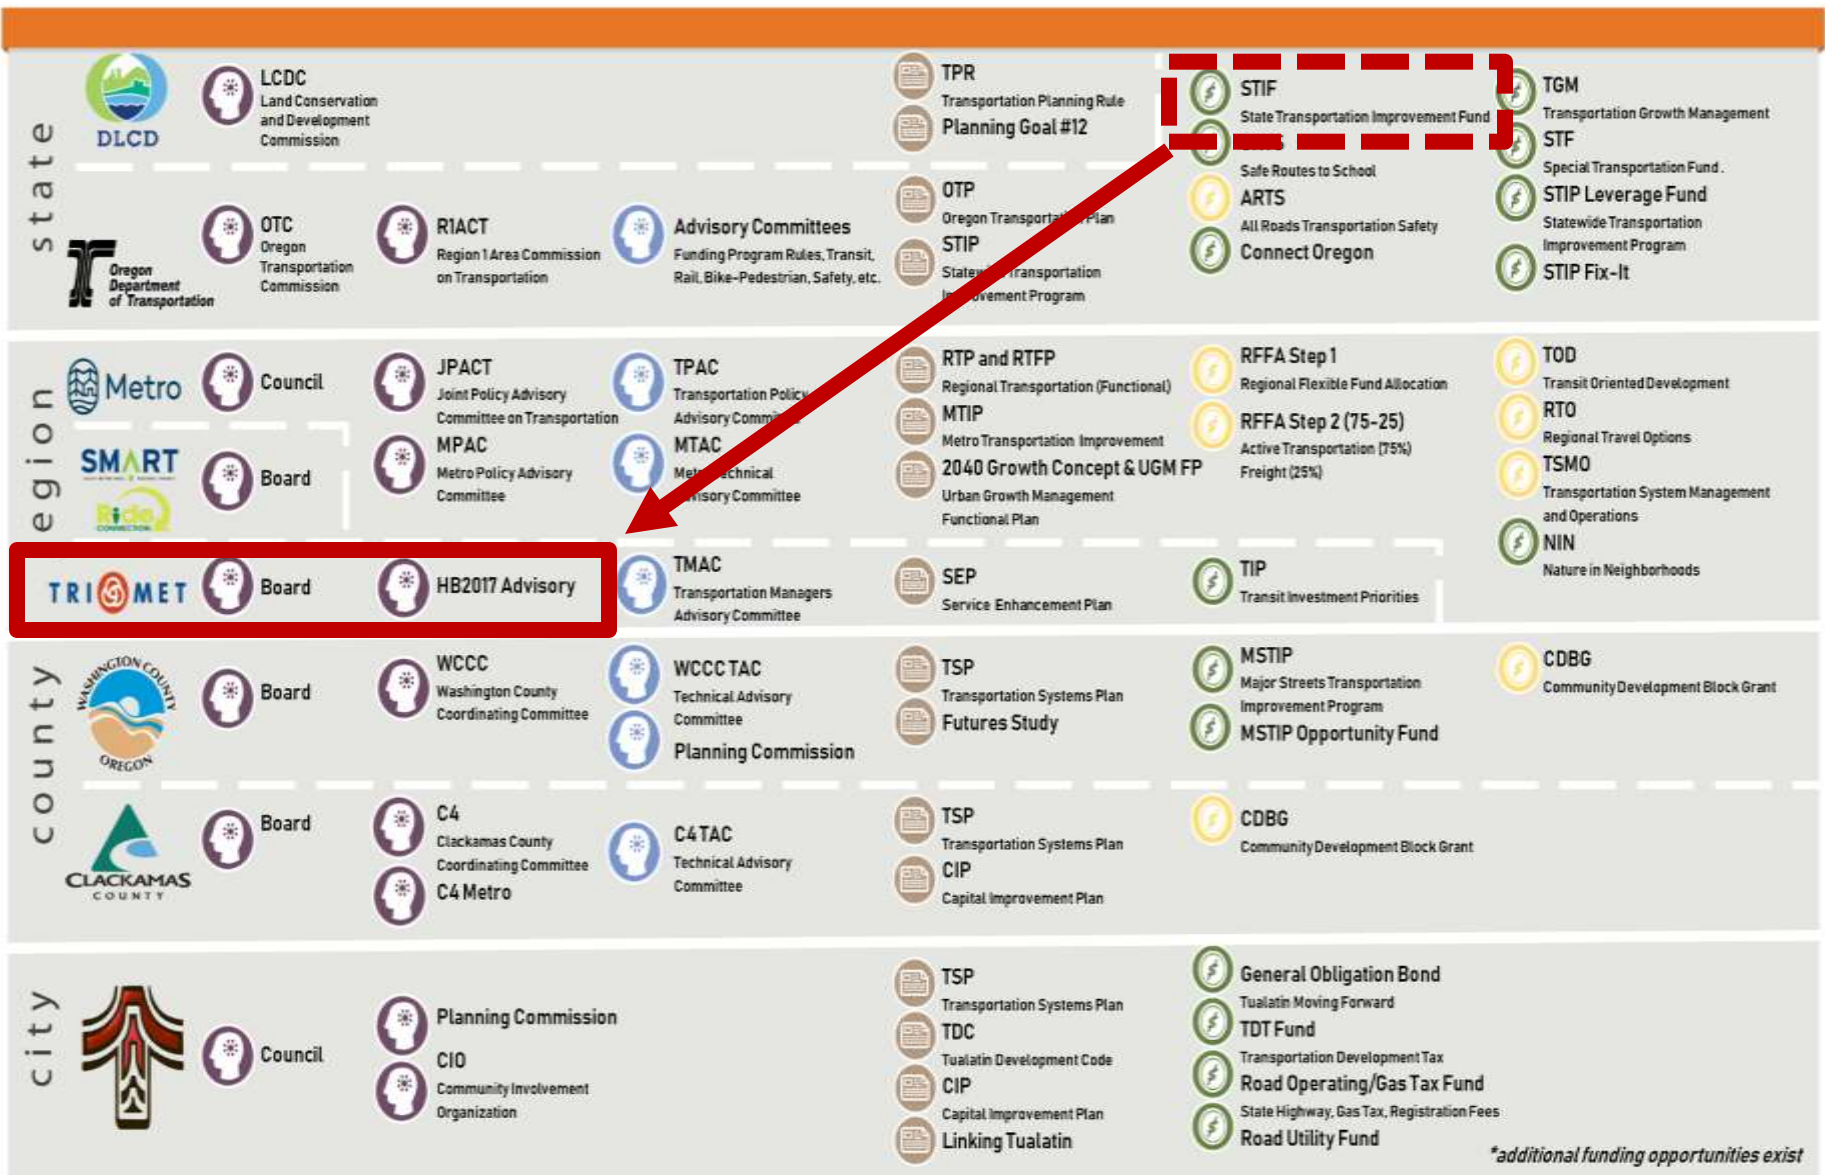 state
DLCD
LCDC
Land Conservation
and Development
Commission
TPR
Transportation Planning Rule
Planning Goal #12
STIF
State Transportation Improvement Fund
Safe Routes to School
ARTS
All Roads Transportation Safety
Connect Oregon
TGM
Transportation Growth Management
STF
Special Transportation Fund.
STIP Leverage Fund
Statewide Transportation
Improvement Program
STIP Fix-It
Oregon
Department
of Transportation
OTC
Oregon
Transportation
Commission
R1ACT
Region 1 Area Commission
on Transportation
Advisory Committees
Funding Program Rules, Transit,
Rail, Bike-Pedestrian, Safety, etc.
OTP
Oregon Transportation Plan
STIP
Statewide Transportation
Improvement Program
region
Metro
Council
JPACT
Joint Policy Advisory
Committee on Transportation
MPAC
Metro Policy Advisory
Committee
TPAC
Transportation Policy
Advisory Committee
MTAC
Metro Technical
Advisory Committee
RTP and RTFP
Regional Transportation (Functional)
MTIP
Metro Transportation Improvement
2040 Growth Concept & UGM FP
Urban Growth Management
Functional Plan
RFFA Step 1
Regional Flexible Fund Allocation
RFFA Step 2 (75-25)
Active Transportation (75%)
Freight (25%)
TOD
Transit Oriented Development
RTO
Regional Travel Options
TSMO
Transportation System Management
and Operations
NIN
Nature in Neighborhoods
SMART
Ride
CONNECTION
Board
TRIMET
Board
HB2017 Advisory
TMAC
Transportation Managers
Advisory Committee
SEP
Service Enhancement Plan
TIP
Transit Investment Priorities
county
WASHINGTON COUNTY
OREGON
Board
WCCC
Washington County
Coordinating Committee
WCCC TAC
Technical Advisory
Committee
Planning Commission
TSP
Transportation Systems Plan
Futures Study
MSTIP
Major Streets Transportation
Improvement Program
MSTIP Opportunity Fund
CDBG
Community Development Block Grant
CLACKAMAS
COUNTY
Board
C4
Clackamas County
Coordinating Committee
C4 Metro
C4TAC
Technical Advisory
Committee
TSP
Transportation Systems Plan
CIP
Capital Improvement Plan
CDBG
Community Development Block Grant
city
Council
Planning Commission
CIO
Community Involvement
Organization
TSP
Transportation Systems Plan
TDC
Tualatin Development Code
CIP
Capital Improvement Plan
Linking Tualatin
General Obligation Bond
Tualatin Moving Forward
TDT Fund
Transportation Development Tax
Road Operating/Gas Tax Fund
State Highway, Gas Tax, Registration Fees
Road Utility Fund
*additional funding opportunities exist